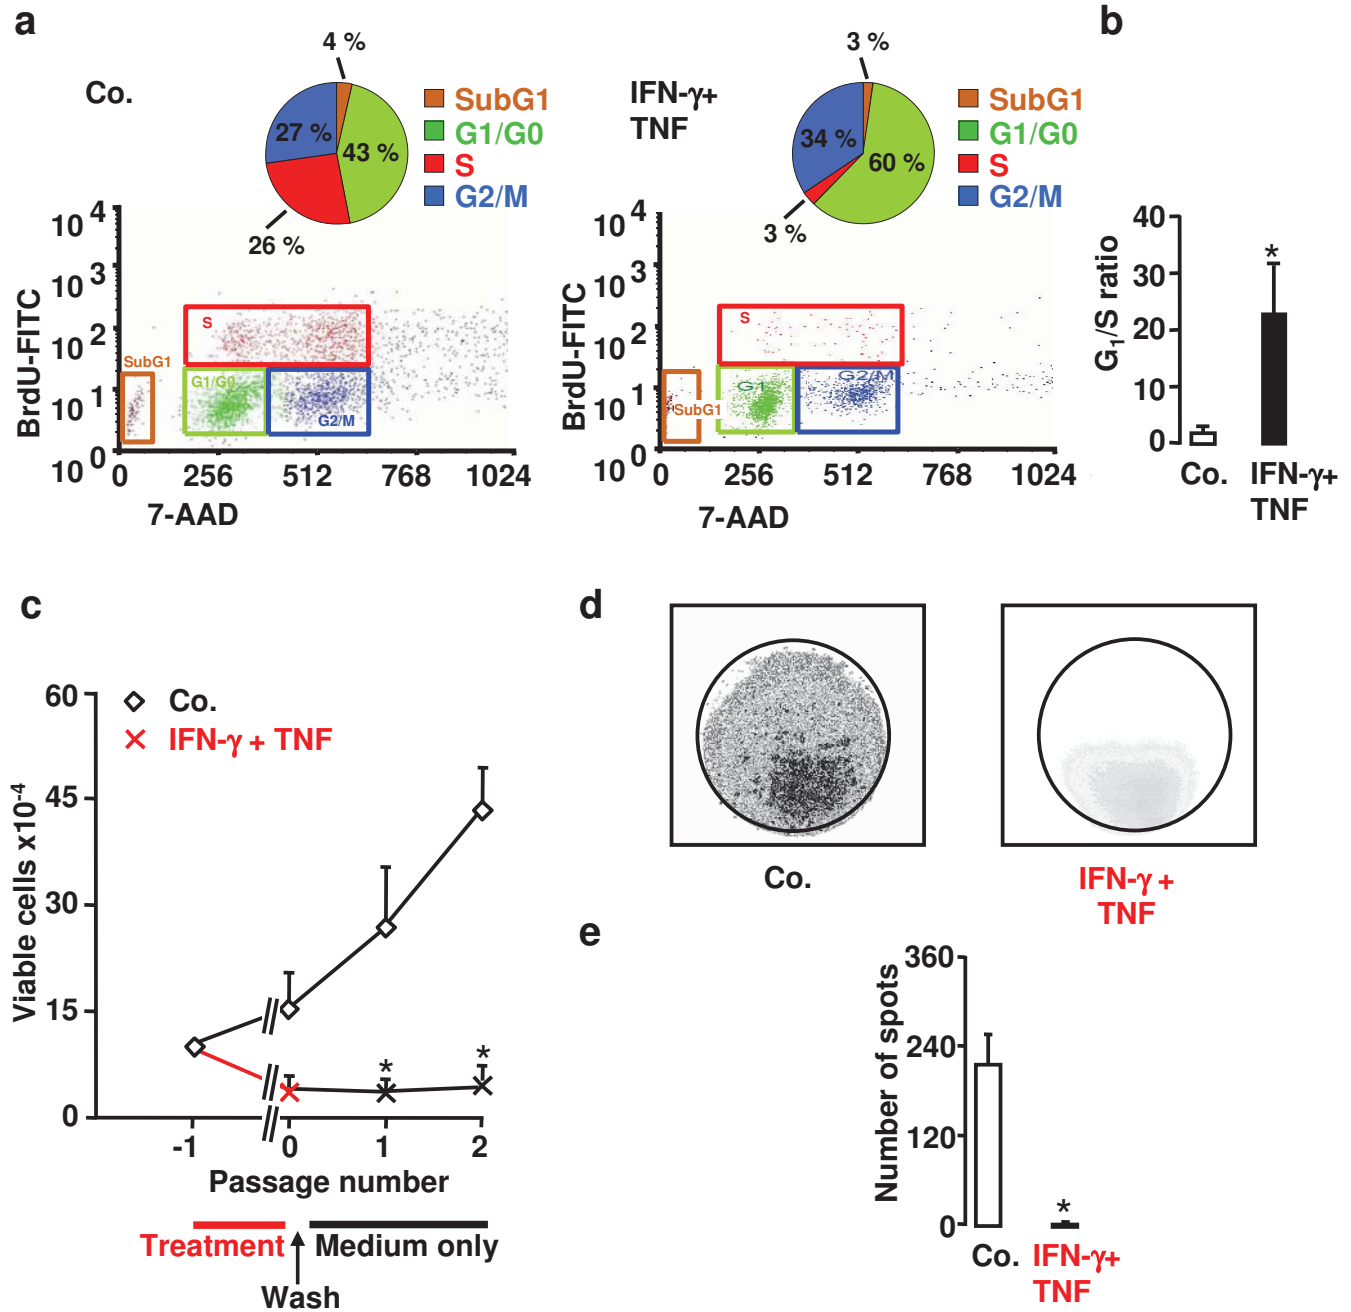 a
Co.
4 %
27 %
43 %
26 %
SubG1
G1/G0
S
G2/M
10 4
10 3
10 2
10 1
10 0
BrdU-FITC
S
SubG1
G1/G0
G2/M
0 256 512 768 1024
7-AAD
IFN-γ+
TNF
3 %
34 %
60 %
3 %
SubG1
G1/G0
S
G2/M
10 4
10 3
10 2
10 1
10 0
BrdU-FITC
S
SubG1
G1
G2/M
0 256 512 768 1024
7-AAD
b
40
30
20
10
0
G1/S ratio
*
Co. IFN-γ+
TNF
c
60
45
30
15
0
Viable cells x10-4
Co.
IFN-γ + TNF
* *
-1 0 1 2
Passage number
Treatment Medium only
Wash
d
Co.
IFN-γ +
TNF
e
360
240
120
0
Number of spots
*
Co. IFN-γ+
TNF